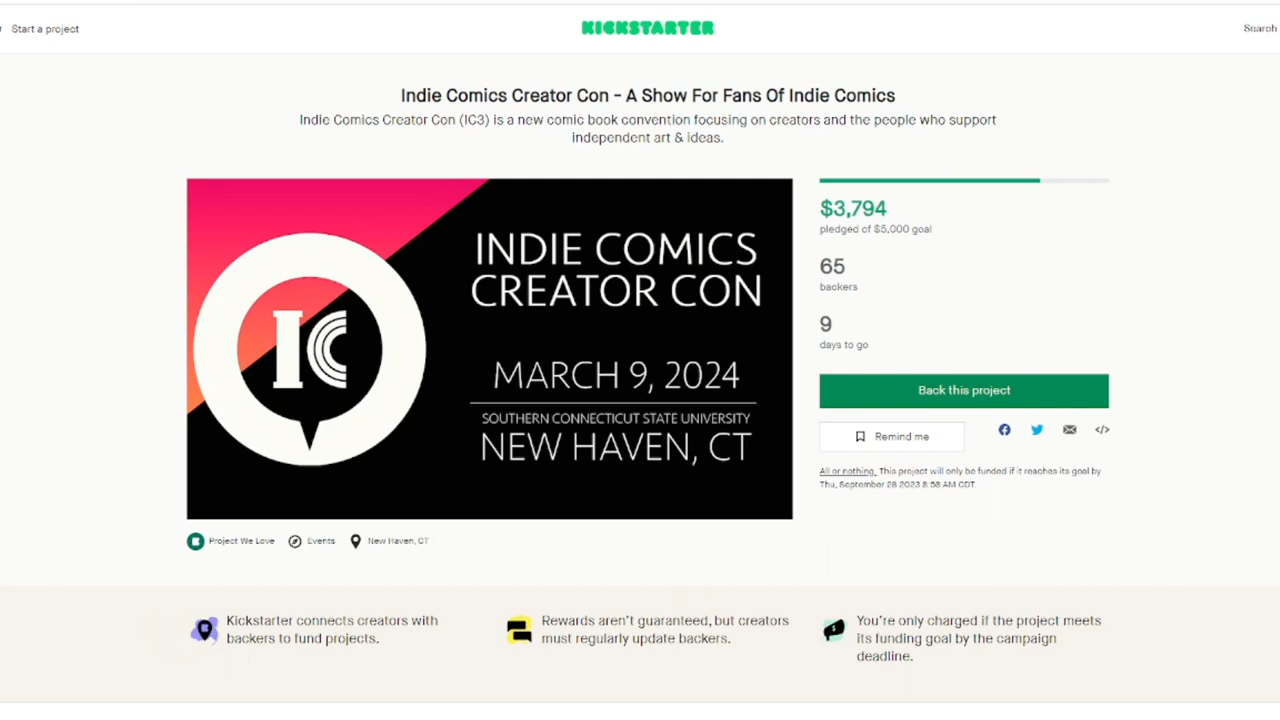 Start a project
KICKSTARTER
Search
Indie Comics Creator Con - A Show For Fans Of Indie Comics
Indie Comics Creator Con (IC3) is a new comic book convention focusing on creators and the people who support
independent art & ideas.
IC
INDIE COMICS
CREATOR CON
MARCH 9, 2024
SOUTHERN CONNECTICUT STATE UNIVERSITY
NEW HAVEN, CT
$3,794
pledged of $5,000 goal
65
backers
9
days to go
Back this project
Remind me
</>
All or nothing. This project will only be funded if it reaches its goal by
Thu, September 28 2023 8:58 AM CDT.
Project We Love
Events
New Haven, CT
Kickstarter connects creators with
backers to fund projects.
Rewards aren't guaranteed, but creators
must regularly update backers.
You're only charged if the project meets
its funding goal by the campaign
deadline.